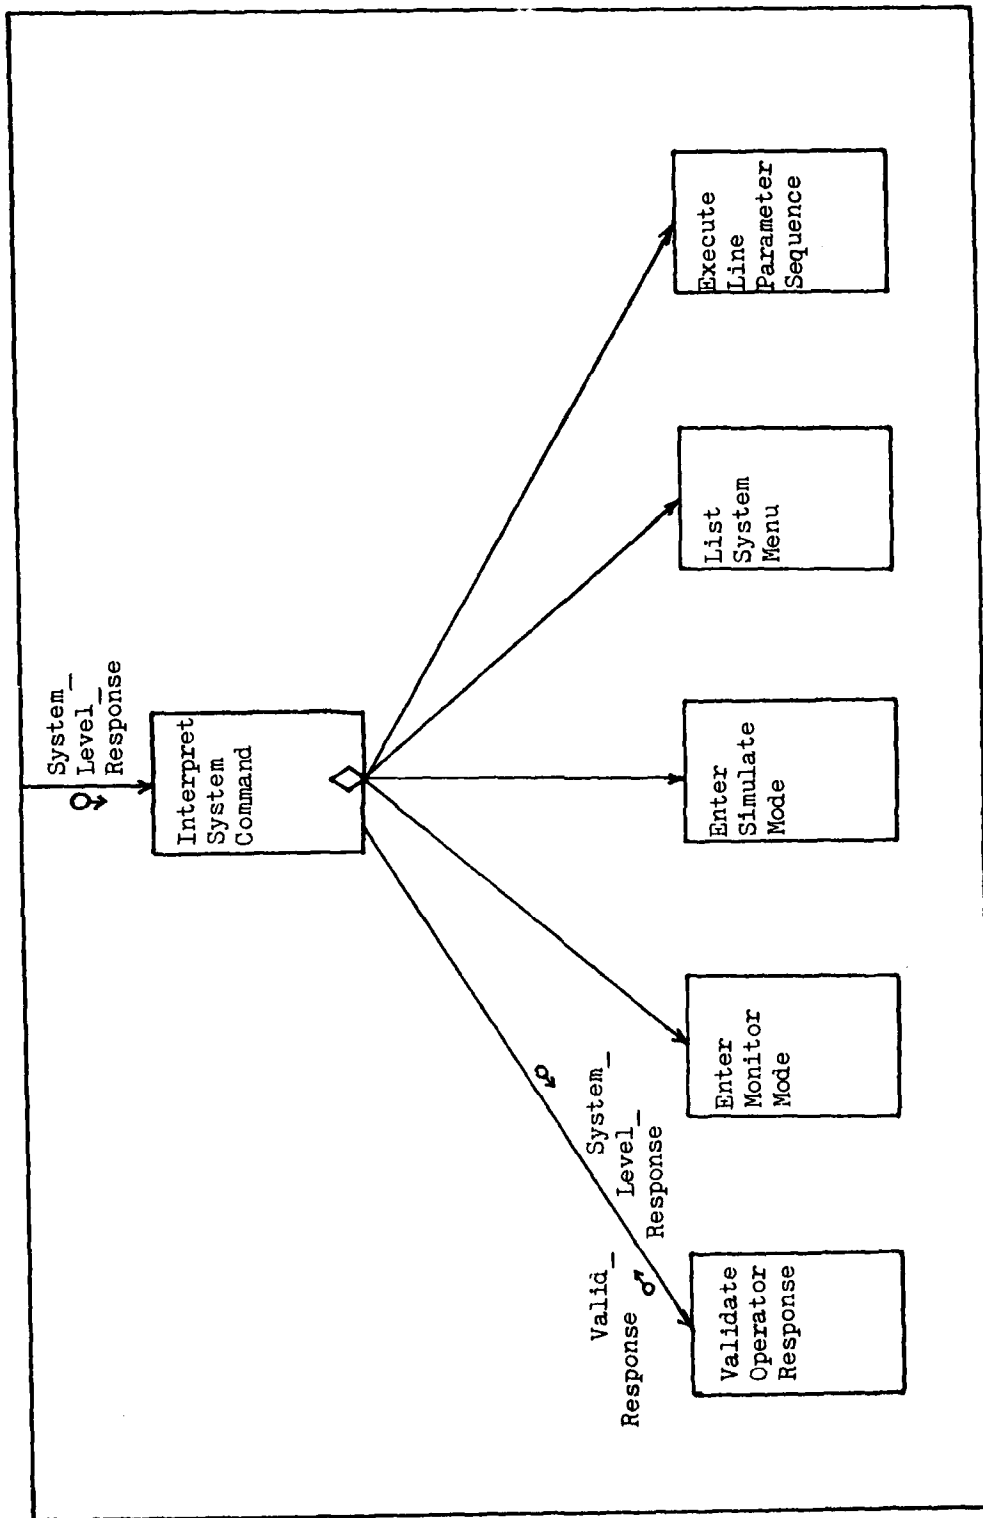 System_
Level_
Response
Interpret
System
Command
Valid_
Response
System_
Level_
Response
Validate
Operator
Response
Enter
Monitor
Mode
Enter
Simulate
Mode
List
System
Menu
Execute
Line
Parameter
Sequence